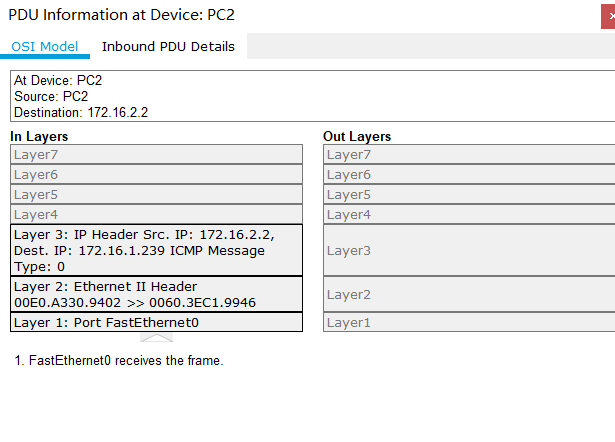 PDU Information at Device: PC2
OSI Model Inbound PDU Details
At Device: PC2
Source: PC2
Destination: 172.16.2.2
In Layers
Layer7
Layer6
Layer5
Layer4
Layer 3: IP Header Src. IP: 172.16.2.2,
Dest. IP: 172.16.1.239 ICMP Message
Type: 0
Layer 2: Ethernet II Header
00E0.A330.9402 >> 0060.3EC1.9946
Layer 1: Port FastEthernet0
Out Layers
Layer7
Layer6
Layer5
Layer4
Layer3
Layer2
Layer1
1. FastEthernet0 receives the frame.